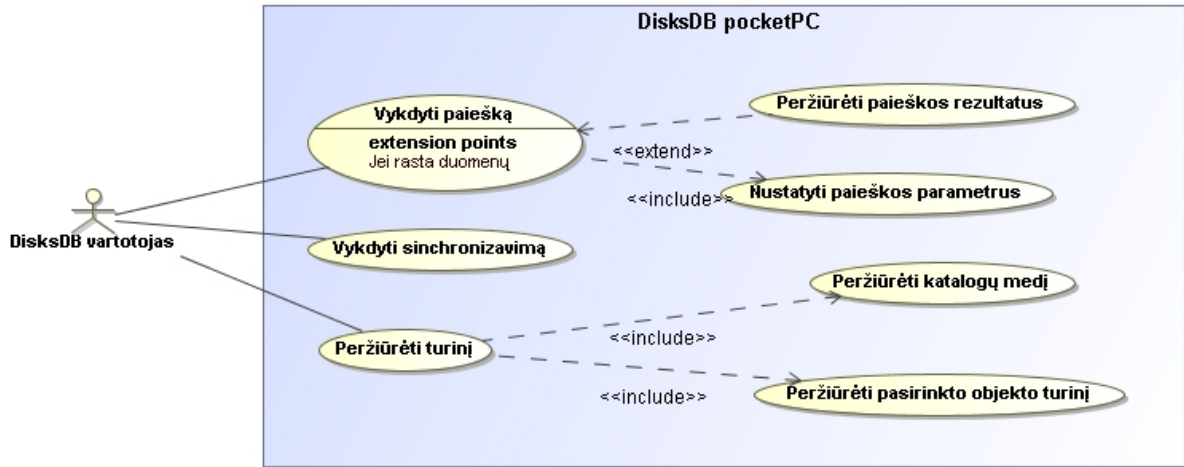 DisksDB pocketPC
Vykdyti paiešką
extension points
Jei rasta duomenų
Peržiūrėti paieškos rezultatus
<<extend>>
Nustatyti paieškos parametrus
<<include>>
DisksDB vartotojas
Vykdyti sinchronizavimą
Peržiūrėti katalogų medį
<<include>>
Peržiūrėti turinį
Peržiūrėti pasirinkto objekto turinį
<<include>>